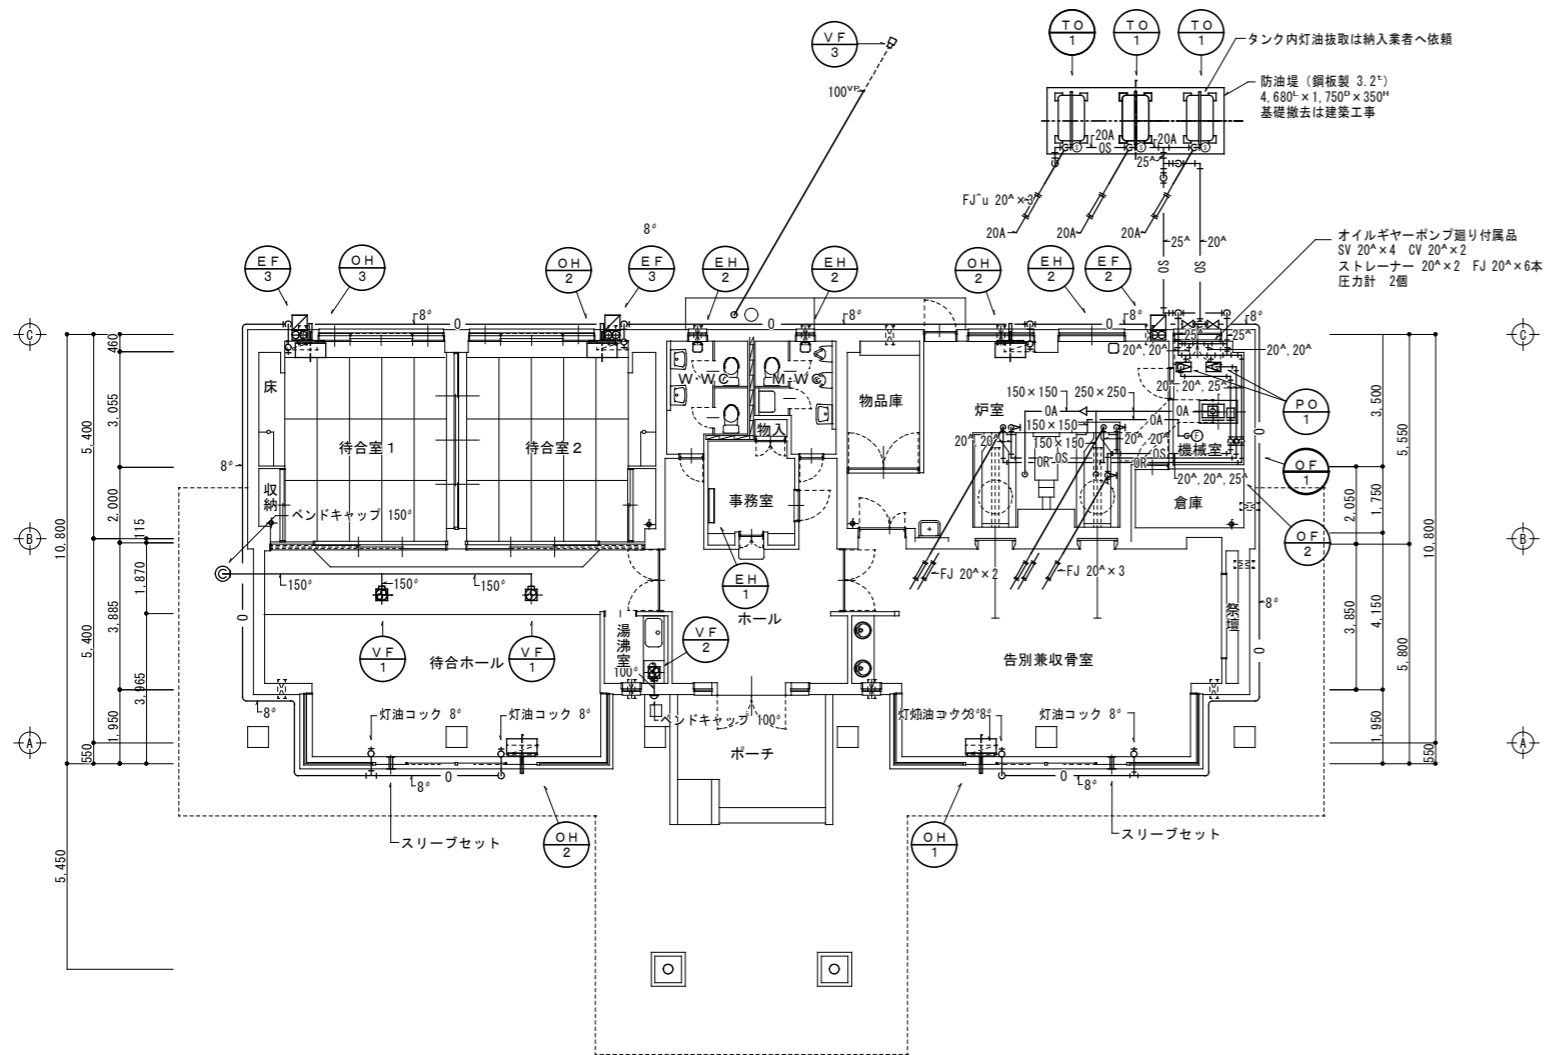 TO
1
TO
1
TO
1
VF
3
タンク内灯油抜取は納入業者へ依頼
防油堤（鋼板製 3.2ᵗ）
4,680ᴸ×1,750ᴰ×350ᴴ
基礎撤去は建築工事
100ⱽᴾ
20A
20A
OS
25ᴬ
FJ^u 20ᴬ×3
20A
20A
20A
25ᴬ
20ᴬ
SO
SO
オイルギヤーポンプ廻り付属品
SV 20ᴬ×4 CV 20ᴬ×2
ストレーナー 20ᴬ×2 FJ 20ᴬ×6本
圧力計 2個
8φ
EF
3
OH
3
OH
2
EF
3
EH
2
EH
2
OH
2
EH
2
EF
2
8φ
O
O
8φ
O
8φ
C
C
460
3,055
5,400
2,000
115
10,800
1,870
3,885
5,400
3,965
1,950
550
5,450
B
B
A
A
床
収納
待合室1
待合室2
W-WC
M-WC
物入
物品庫
事務室
炉室
機械室
倉庫
25ᴬ
25ᴬ
20ᴬ,20ᴬ
20ᴬ,20ᴬ
20ᴬ,20ᴬ,25ᴬ
150×150
250×250
OA
OA
OA
150×150
150×150
20ᴬ,20ᴬ
20ᴬ,20ᴬ
OS
OR
OS
OR
20ᴬ,20ᴬ,25ᴬ
PO
1
OF
1
OF
2
3,500
5,550
2,050
1,750
10,800
3,850
4,150
5,800
1,950
550
8φ
O
ベンドキャップ 150φ
150φ
150φ
150φ
O
EH
1
FJ 20ᴬ×2
FJ 20ᴬ×3
ホール
湯沸室
VF
2
VF
1
VF
1
待合ホール
告別兼収骨室
祭壇
8φ
O
100φ
ベンドキャップ 100φ
ポーチ
8φ
灯油コック 8φ
灯油コック 8φ
灯油コック 8φ
灯油コック 8φ
O
8φ
O
8φ
スリーブセット
OH
2
OH
1
スリーブセット